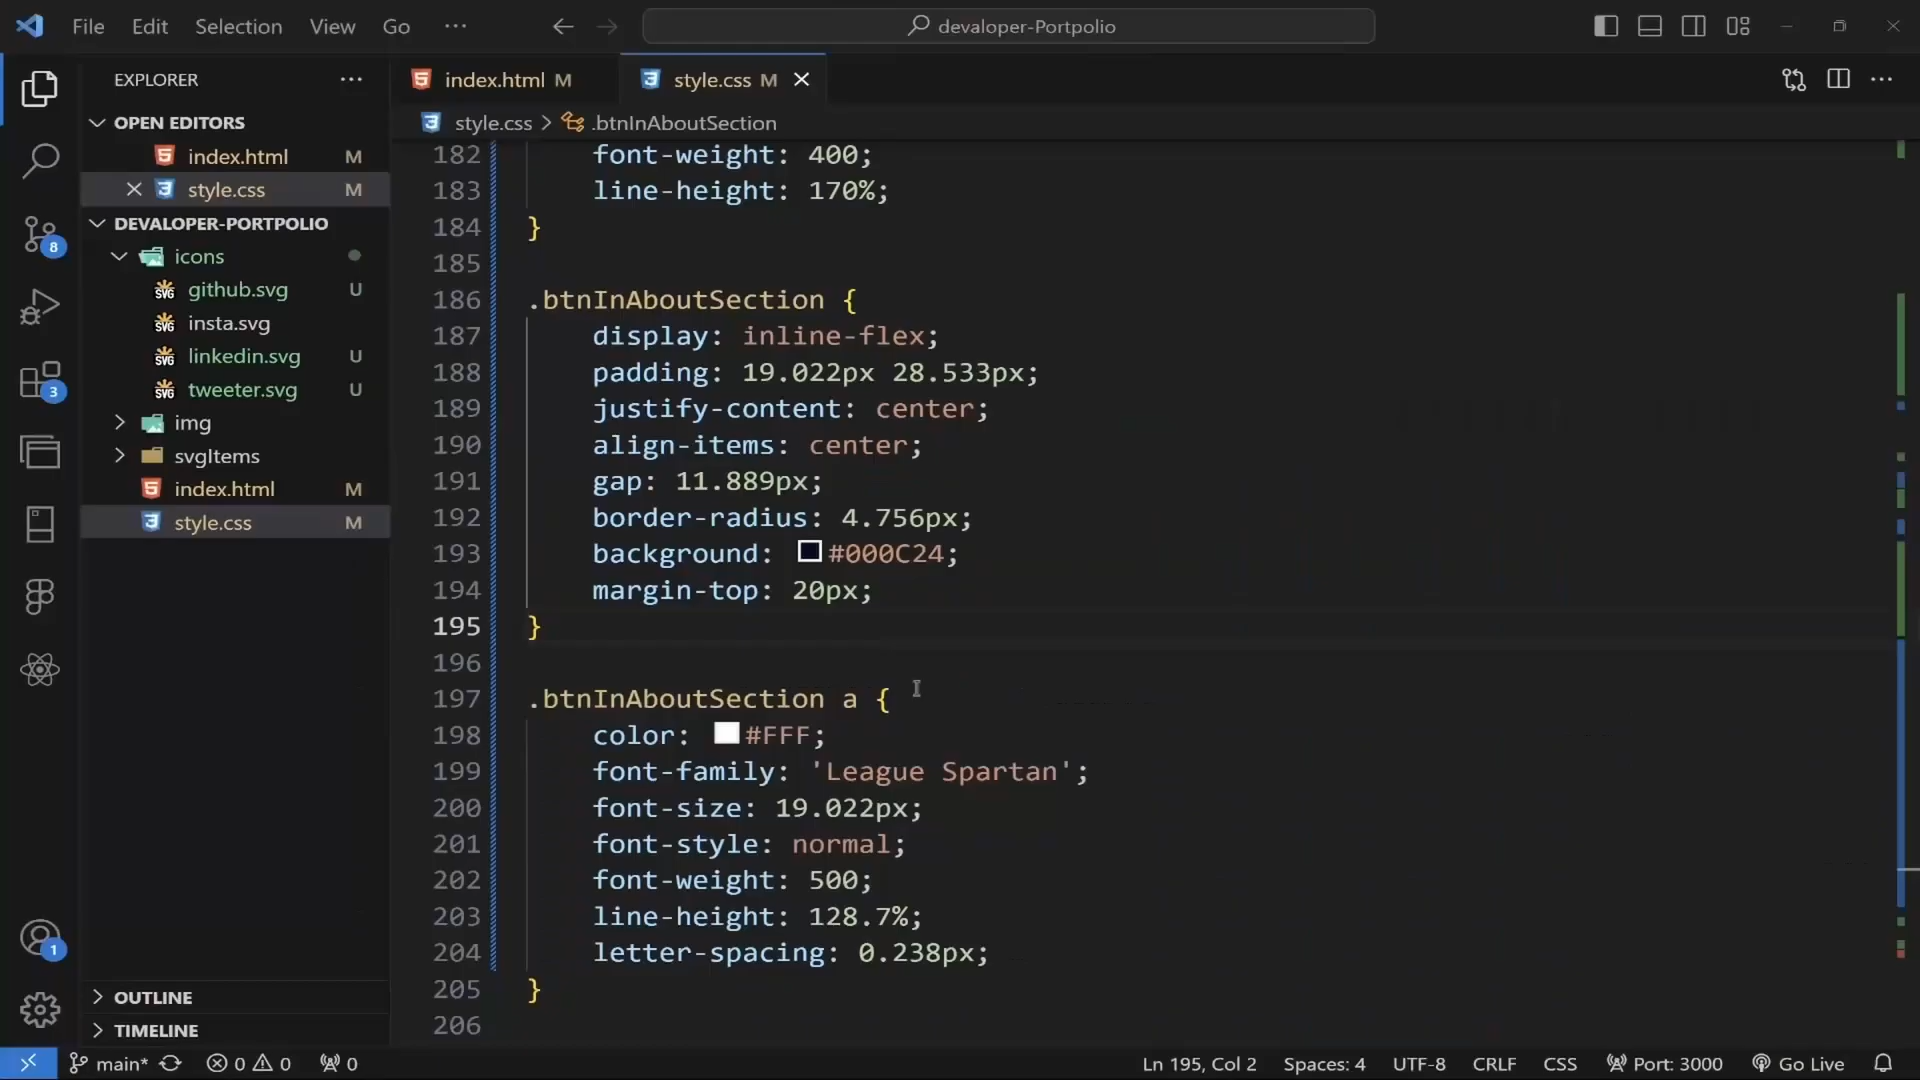 File Edit Selection View Go ··· devaloper-Portpolio
EXPLORER ···
OPEN EDITORS
index.html M
style.css M
DEVALOPER-PORTPOLIO
icons
github.svg U
insta.svg
linkedin.svg U
tweeter.svg U
img
svgItems
index.html M
style.css M
OUTLINE
TIMELINE
8
3
1
index.html M style.css M
style.css > .btnInAboutSection
182 font-weight: 400;
183 line-height: 170%;
184 }
185
186 .btnInAboutSection {
187 display: inline-flex;
188 padding: 19.022px 28.533px;
189 justify-content: center;
190 align-items: center;
191 gap: 11.889px;
192 border-radius: 4.756px;
193 background: #000C24;
194 margin-top: 20px;
195 }
196
197 .btnInAboutSection a {
198 color: #FFF;
199 font-family: 'League Spartan';
200 font-size: 19.022px;
201 font-style: normal;
202 font-weight: 500;
203 line-height: 128.7%;
204 letter-spacing: 0.238px;
205 }
206
main* 0 0 0 Ln 195, Col 2 Spaces: 4 UTF-8 CRLF CSS Port: 3000 Go Live